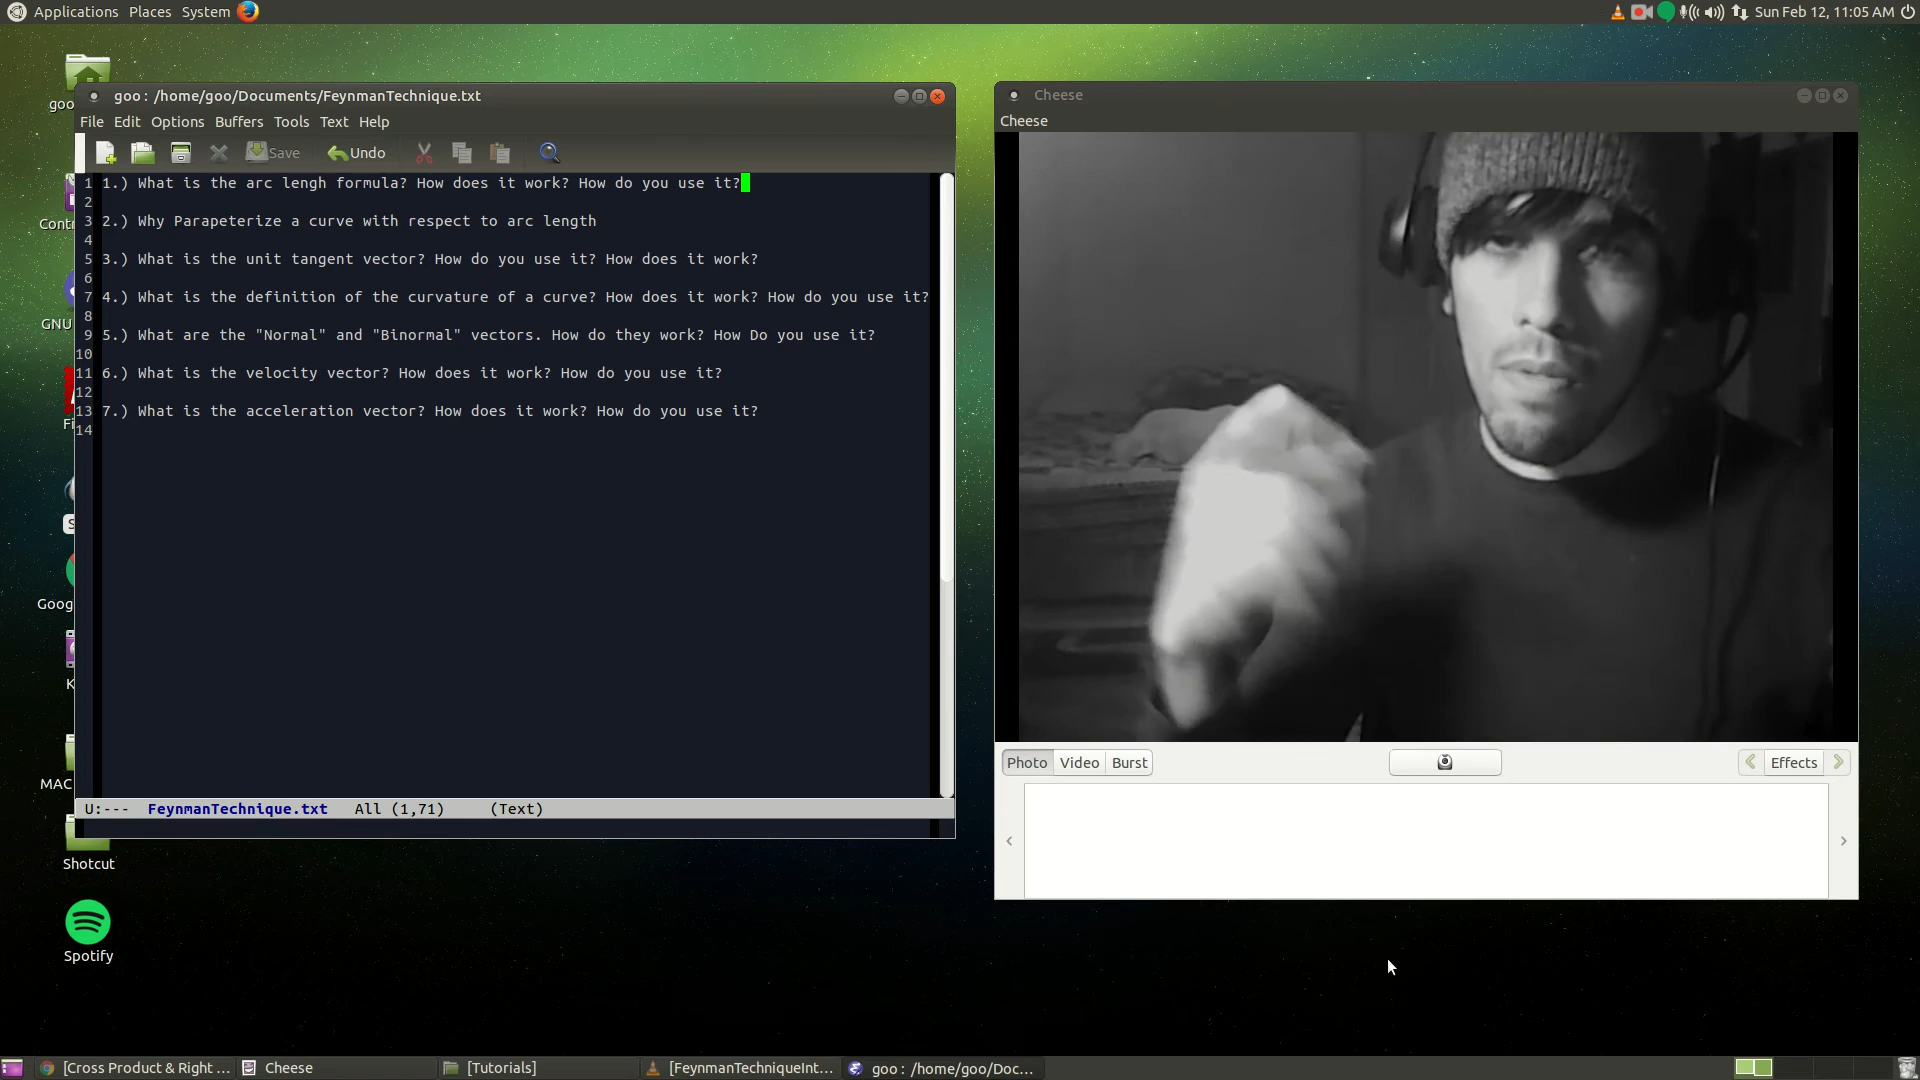 Applications Places System
Sun Feb 12, 11:05 AM
goo
goo : /home/goo/Documents/FeynmanTechnique.txt
File Edit Options Buffers Tools Text Help
Save Undo
1 1.) What is the arc lengh formula? How does it work? How do you use it?
2
3 2.) Why Parapeterize a curve with respect to arc length
4
5 3.) What is the unit tangent vector? How do you use it? How does it work?
6
7 4.) What is the definition of the curvature of a curve? How does it work? How do you use it?
8
9 5.) What are the "Normal" and "Binormal" vectors. How do they work? How Do you use it?
10
11 6.) What is the velocity vector? How does it work? How do you use it?
12
13 7.) What is the acceleration vector? How does it work? How do you use it?
14
U:--- FeynmanTechnique.txt All (1,71) (Text)
Cheese
Cheese
Photo Video Burst
Effects
Contr
GNU
Fi
S
Goog
K
MAC
Shotcut
Spotify
[Cross Product & Right ...
Cheese
[Tutorials]
[FeynmanTechniqueInt...
goo : /home/goo/Doc...